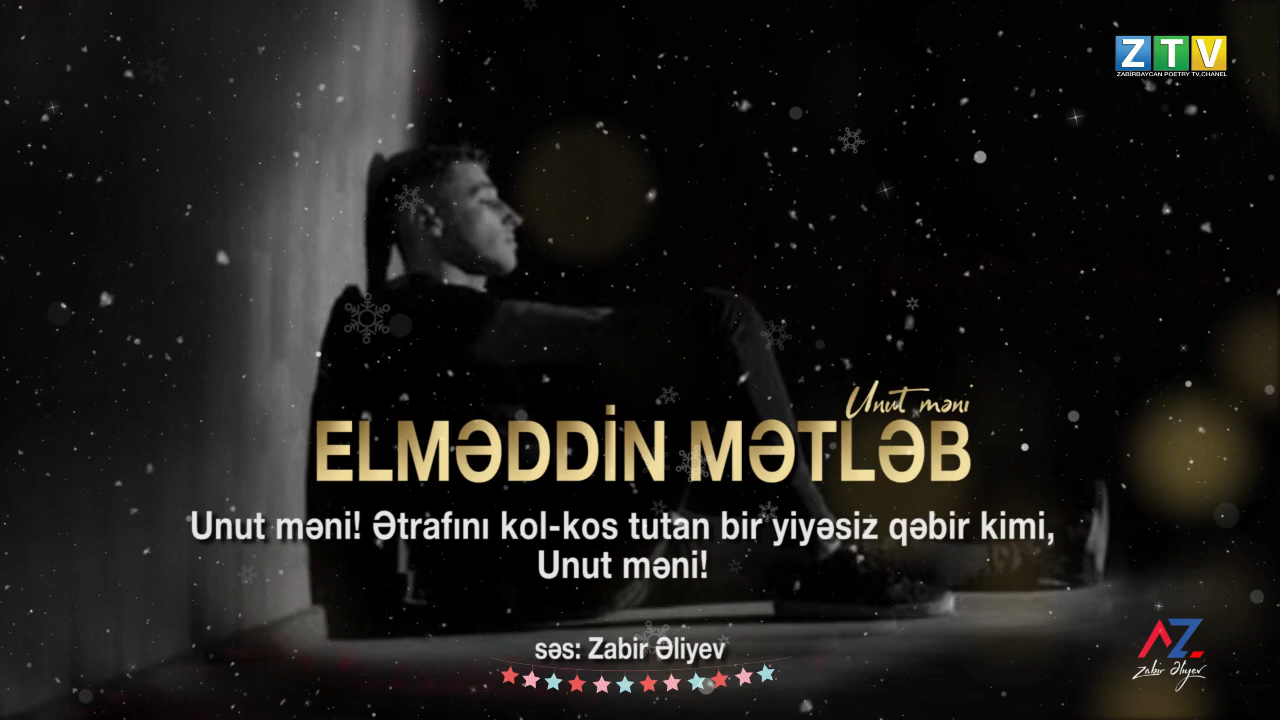 ZTV
ZABİRBAYCAN POETRY TV,CHANEL
Unut məni
ELMƏDDİN MƏTLƏB
Unut məni! Ətrafını kol-kos tutan bir yiyəsiz qəbir kimi,
Unut məni!
səs: Zabir Əliyev
AZ
Zabir Əliyev